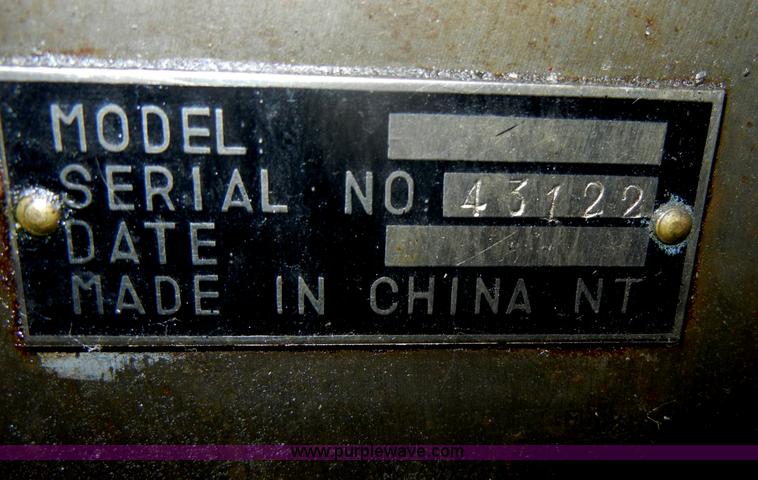 MODEL
SERIAL NO 43122
DATE
MADE IN CHINA NT
www.purplewave.com